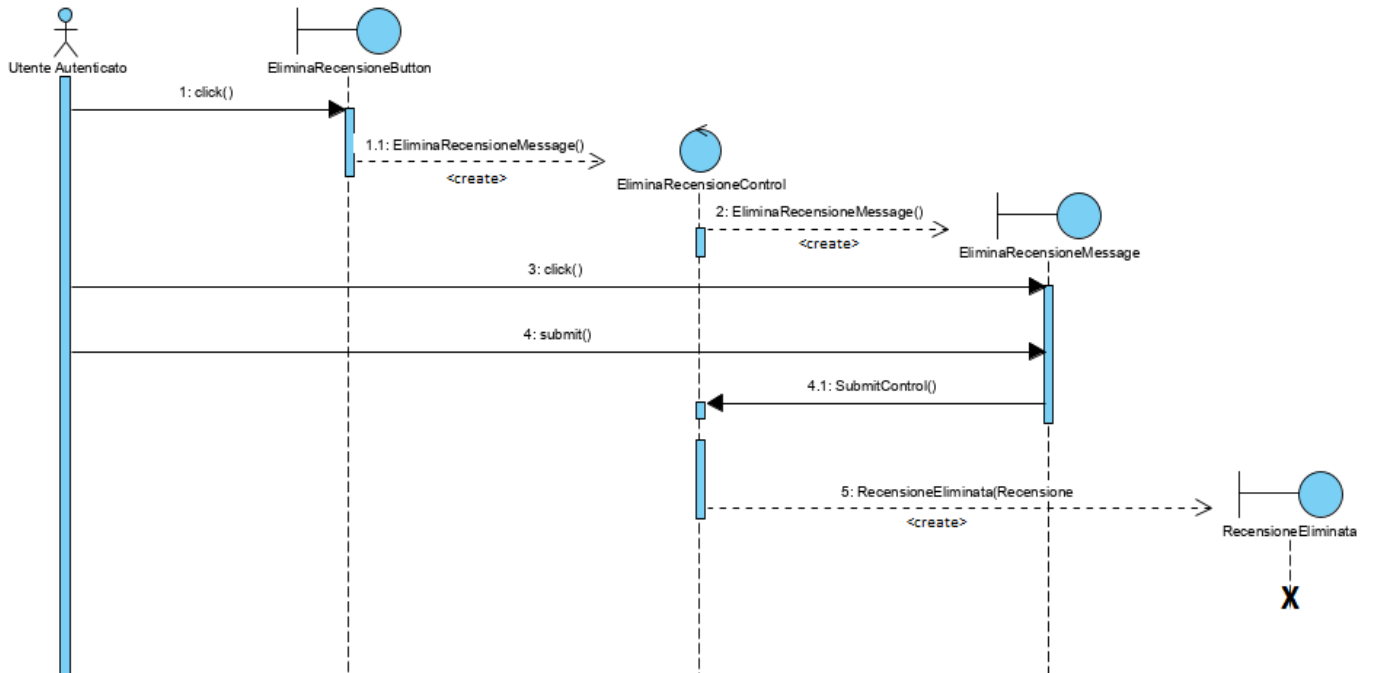 Utente Autenticato
EliminaRecensioneButton
1: click()
1.1: EliminaRecensioneMessage()
<create>
EliminaRecensioneControl
2: EliminaRecensioneMessage()
<create>
EliminaRecensioneMessage
3: click()
4: submit()
4.1: SubmitControl()
5: RecensioneEliminata(Recensione
<create>
RecensioneEliminata
X